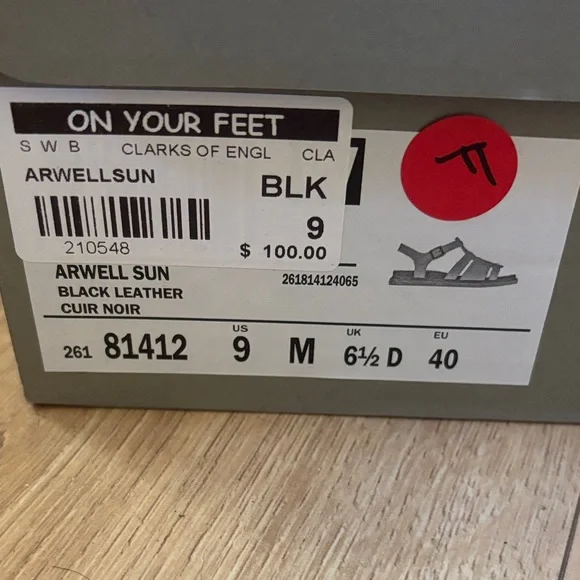 ON YOUR FEET
S W B CLARKS OF ENGL CLA
ARWELLSUN BLK
9
210548 $ 100.00
ARWELL SUN 261814124065
BLACK LEATHER
CUIR NOIR
US UK EU
261 81412 9 M 6½ D 40